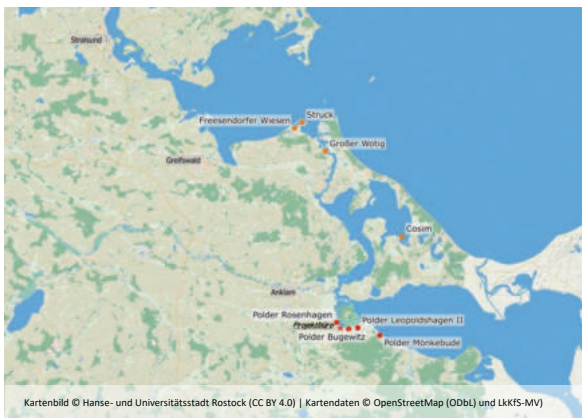 Stralsund
Struck
Freesendorfer Wiesen
Großer Wotig
Greifswald
Cosim
Anklam
Polder Rosenhagen
Polder Leopoldshagen II
Projektbüro
Polder Bugewitz
Polder Mönkebude
Kartenbild © Hanse- und Universitätsstadt Rostock (CC BY 4.0) | Kartendaten © OpenStreetMap (ODbL) und LkKfS-MV)